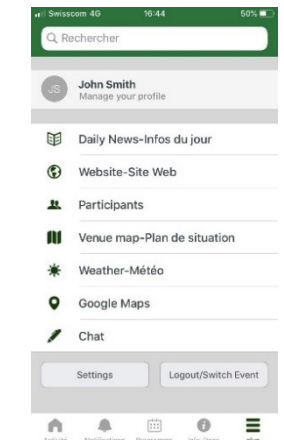 Swisscom 4G 16:44 50%
Rechercher
JS
John Smith
Manage your profile
Daily News-Infos du jour
Website-Site Web
Participants
Venue map-Plan de situation
Weather-Météo
Google Maps
Chat
Settings Logout/Switch Event